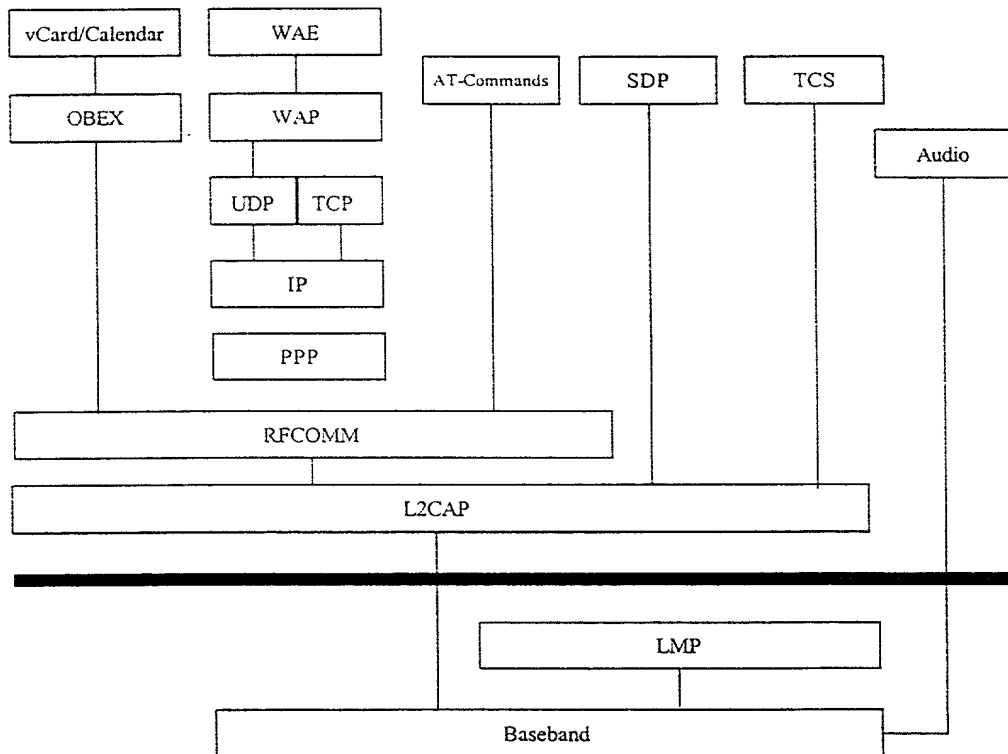 vCard/Calendar
WAE
AT-Commands
SDP
TCS
OBEX
WAP
Audio
UDP
TCP
IP
PPP
RFCOMM
L2CAP
LMP
Baseband